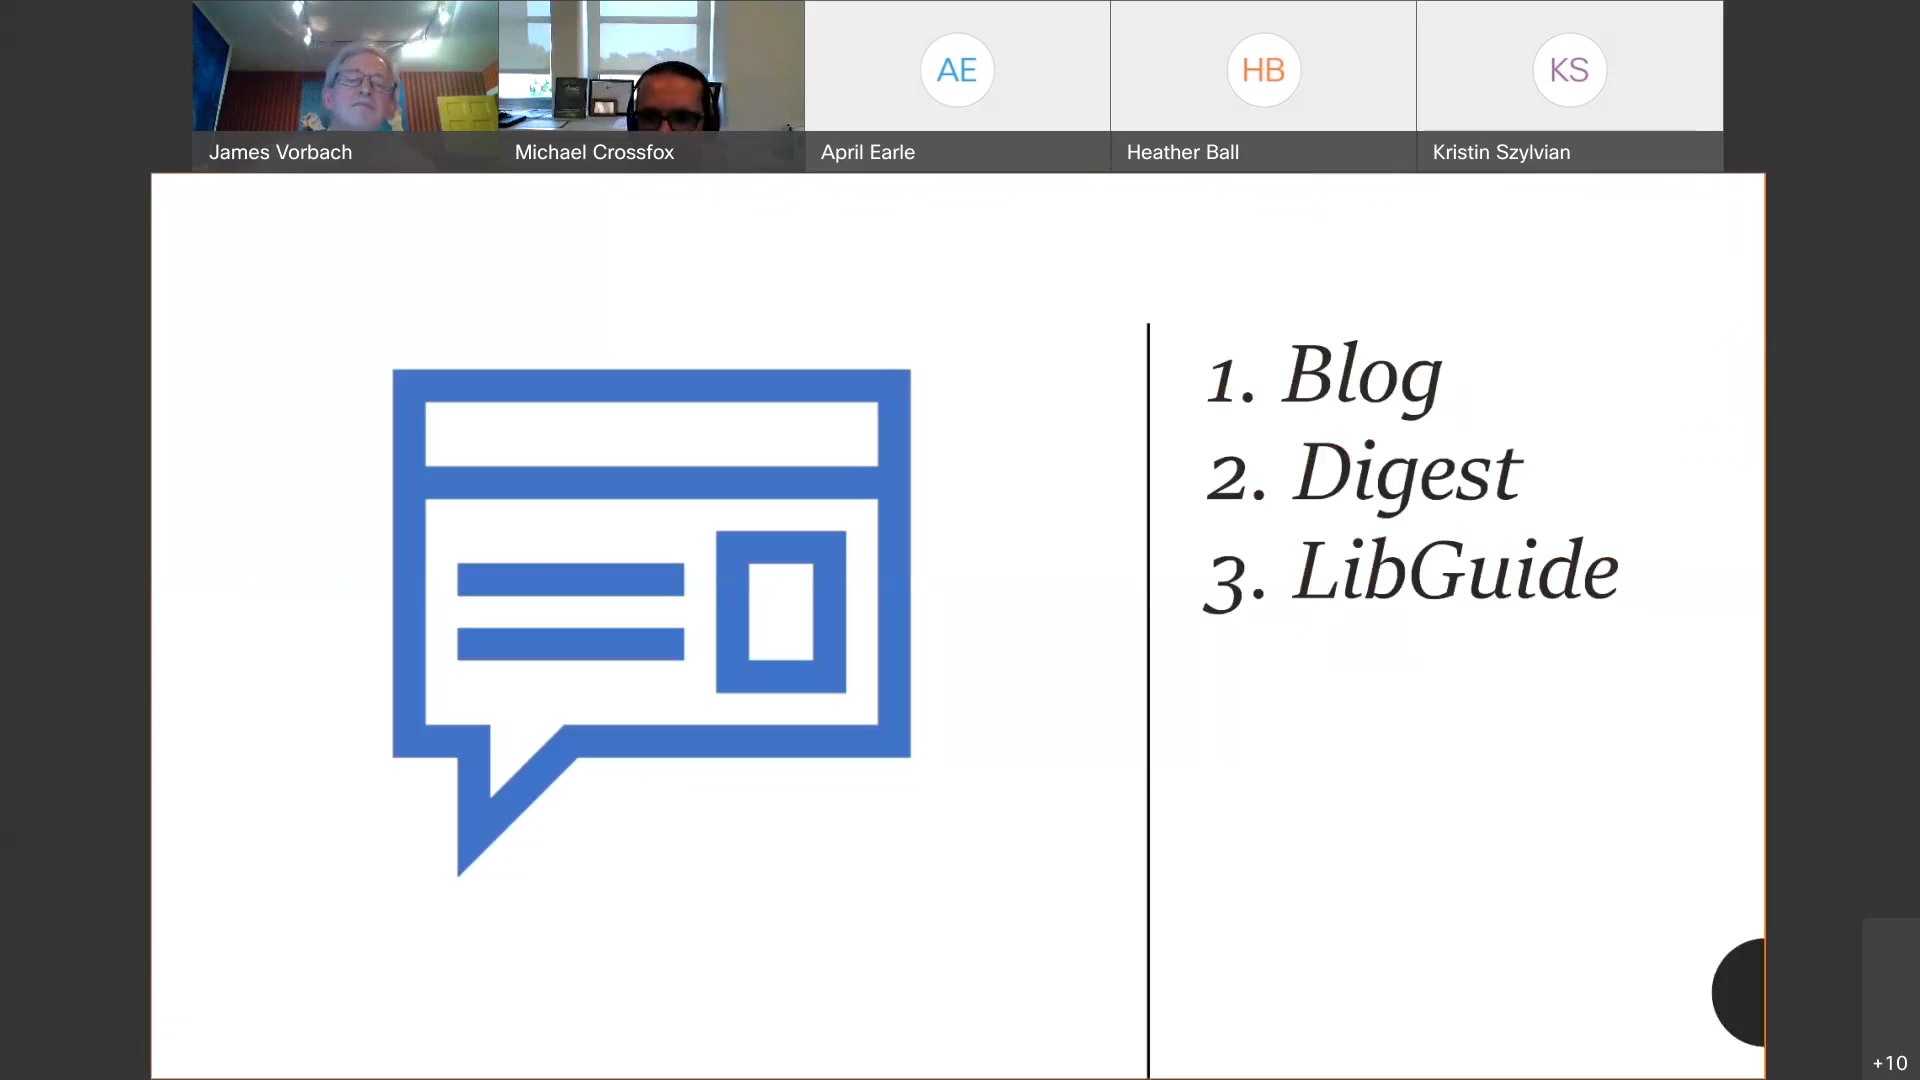 AE
HB
KS
James Vorbach
Michael Crossfox
April Earle
Heather Ball
Kristin Szylvian
1. Blog
2. Digest
3. LibGuide
+10